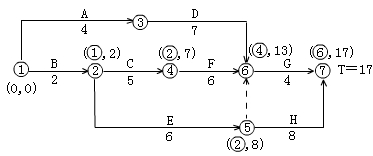 A
4
③
D
7
(④,13)
(⑥,17)
(①,2)
(②,7)
①
B
2
②
C
5
④
F
6
⑥
G
4
⑦
T=17
(0,0)
E
6
⑤
H
8
(②,8)